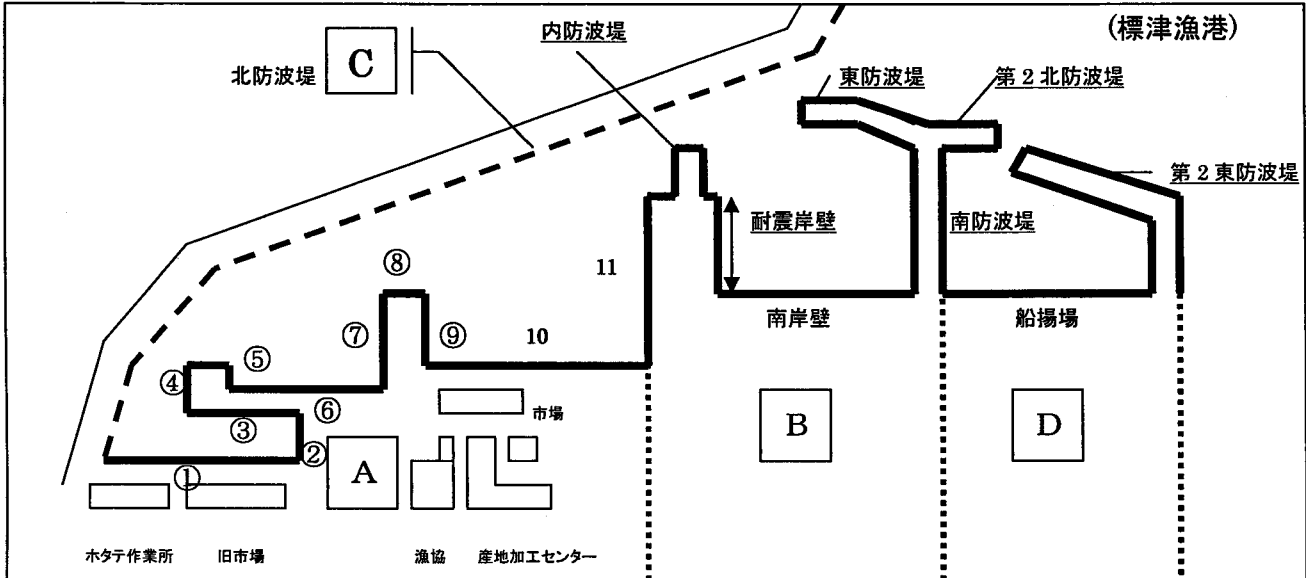 (標津漁港)
内防波堤
北防波堤
C
東防波堤
第2北防波堤
第2東防波堤
耐震岸壁
南防波堤
⑧
11
⑦
⑨
10
南岸壁
船揚場
⑤
④
⑥
③
市場
②
①
A
B
D
ホタテ作業所
旧市場
漁協
産地加工センター